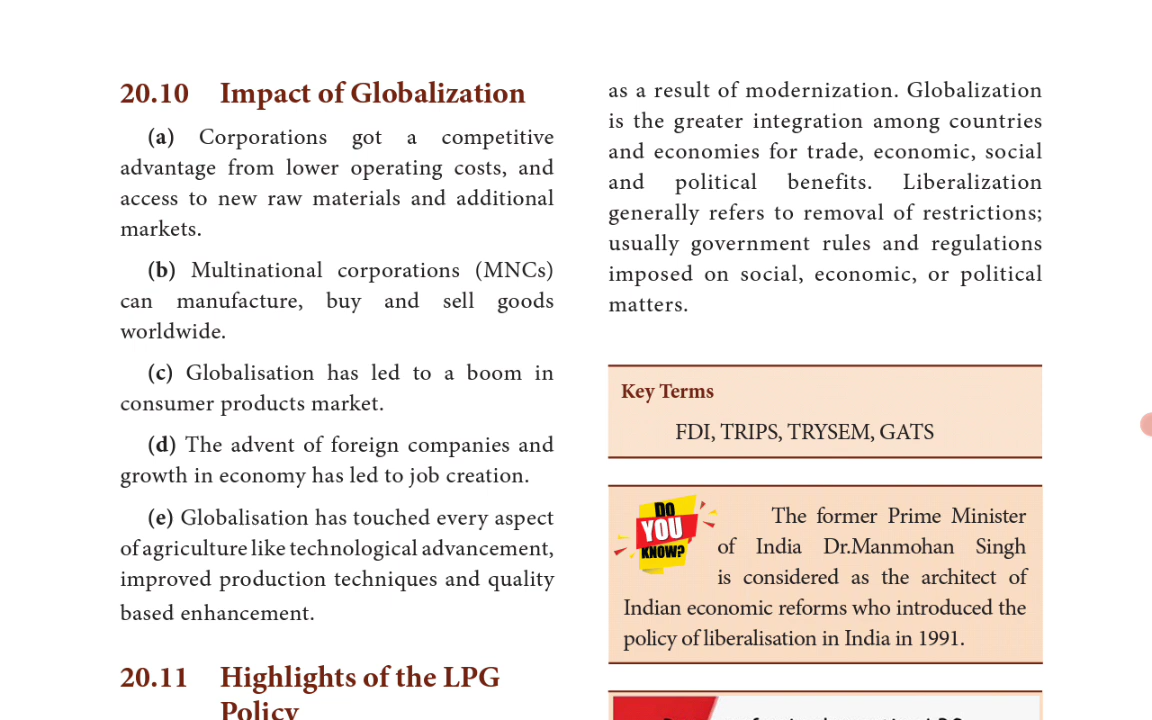 20.10 Impact of Globalization
(a) Corporations got a competitive
advantage from lower operating costs, and
access to new raw materials and additional
markets.
(b) Multinational corporations (MNCs)
can manufacture, buy and sell goods
worldwide.
(c) Globalisation has led to a boom in
consumer products market.
(d) The advent of foreign companies and
growth in economy has led to job creation.
(e) Globalisation has touched every aspect
of agriculture like technological advancement,
improved production techniques and quality
based enhancement.
20.11 Highlights of the LPG
Policy
as a result of modernization. Globalization
is the greater integration among countries
and economies for trade, economic, social
and political benefits. Liberalization
generally refers to removal of restrictions;
usually government rules and regulations
imposed on social, economic, or political
matters.
Key Terms
FDI, TRIPS, TRYSEM, GATS
DO
YOU
KNOW?
The former Prime Minister
of India Dr.Manmohan Singh
is considered as the architect of
Indian economic reforms who introduced the
policy of liberalisation in India in 1991.